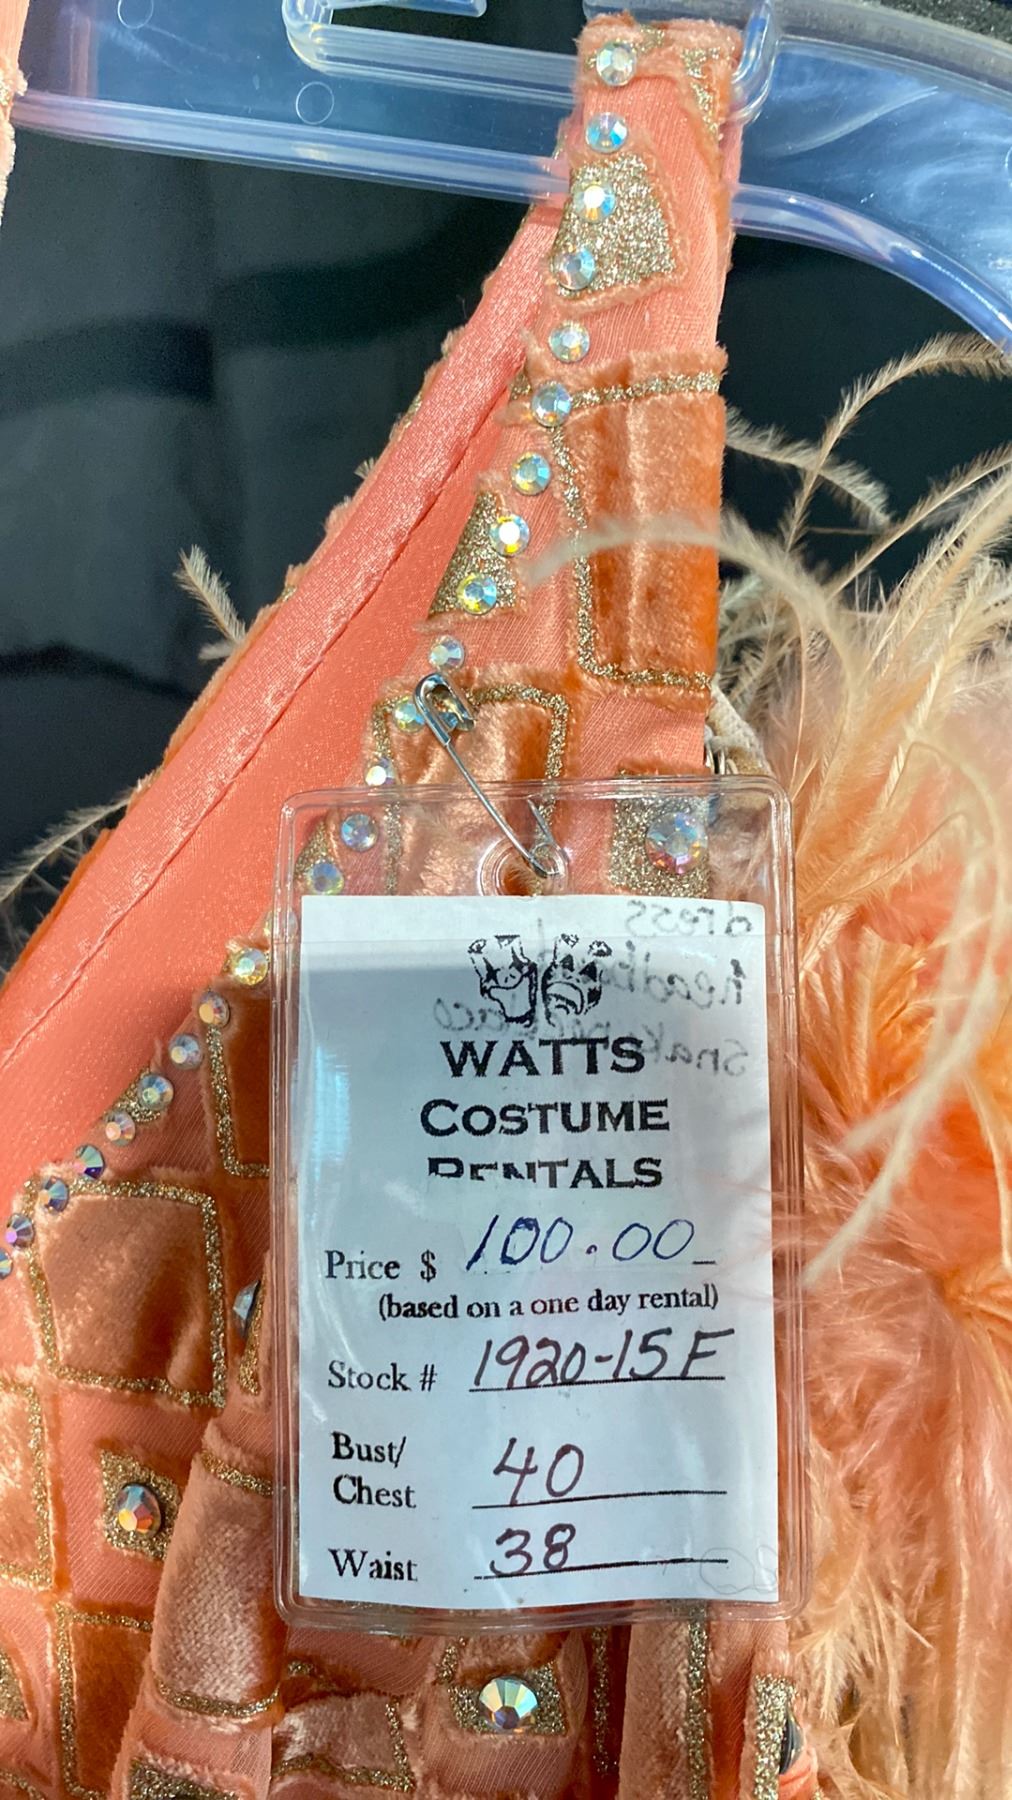 WATTS
COSTUME
RENTALS
Price $ 100.00
(based on a one day rental)
Stock # 1920-15F
Bust/
Chest 40
Waist 38
dress